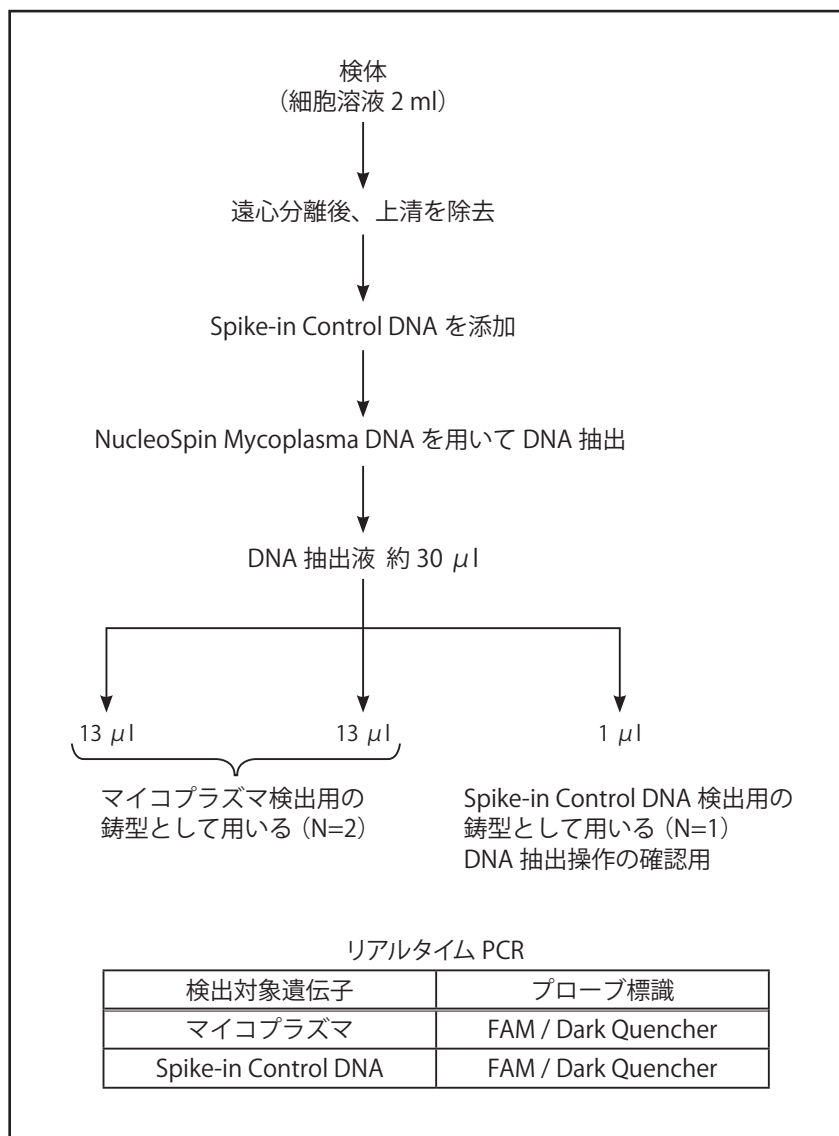 検体
（細胞溶液 2 ml）
遠心分離後、上清を除去
Spike-in Control DNA を添加
NucleoSpin Mycoplasma DNA を用いて DNA 抽出
DNA 抽出液 約 30 μl
13 μl
13 μl
1 μl
マイコプラズマ検出用の
鋳型として用いる（N=2）
Spike-in Control DNA 検出用の
鋳型として用いる（N=1）
DNA 抽出操作の確認用
リアルタイム PCR
検出対象遺伝子 プローブ標識
マイコプラズマ FAM / Dark Quencher
Spike-in Control DNA FAM / Dark Quencher